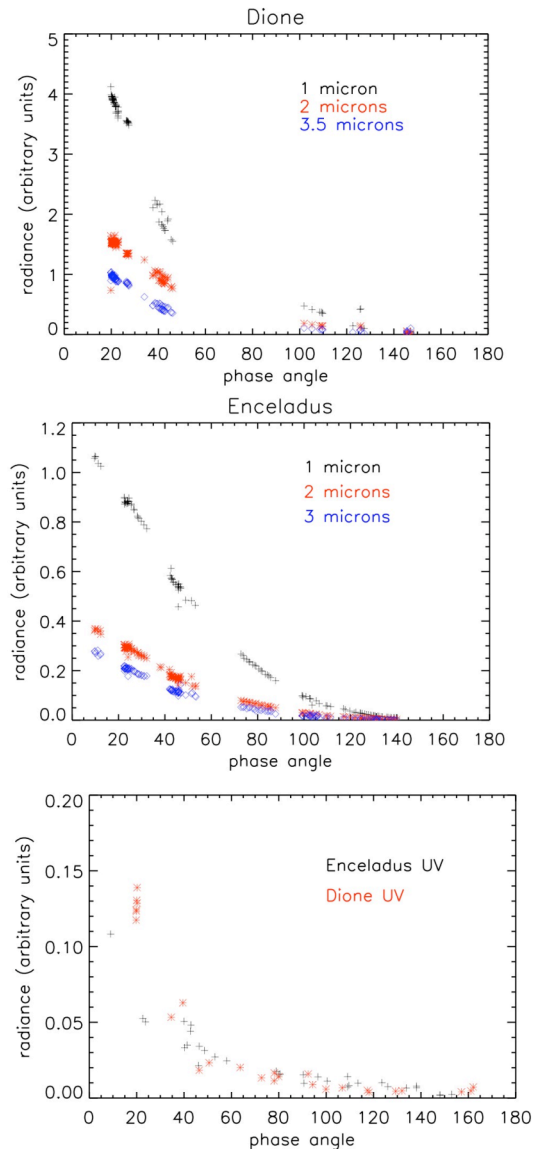 Dione
5
4
3
2
1
0
radiance (arbitrary units)
1 micron
2 microns
3.5 microns
0 20 40 60 80 100 120 140 160 180
phase angle
Enceladus
1.2
1.0
0.8
0.6
0.4
0.2
0.0
radiance (arbitrary units)
1 micron
2 microns
3 microns
0 20 40 60 80 100 120 140 160 180
phase angle
0.20
0.15
0.10
0.05
0.00
radiance (arbitrary units)
Enceladus UV
Dione UV
0 20 40 60 80 100 120 140 160 180
phase angle